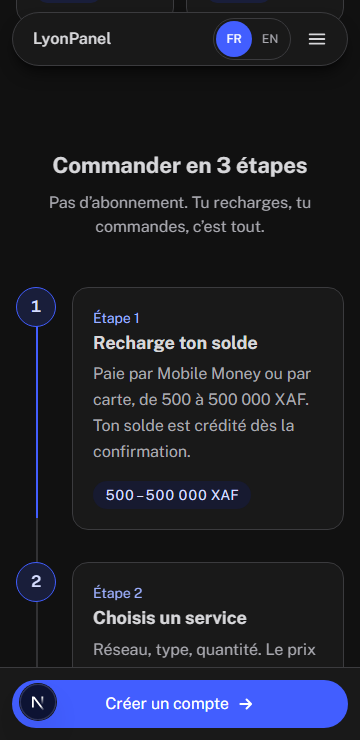 LyonPanel
FR
EN
Commander en 3 étapes
Pas d’abonnement. Tu recharges, tu
commandes, c’est tout.
1
Étape 1
Recharge ton solde
Paie par Mobile Money ou par
carte, de 500 à 500 000 XAF.
Ton solde est crédité dès la
confirmation.
500–500 000 XAF
2
Étape 2
Choisis un service
Réseau, type, quantité. Le prix
N
Créer un compte →